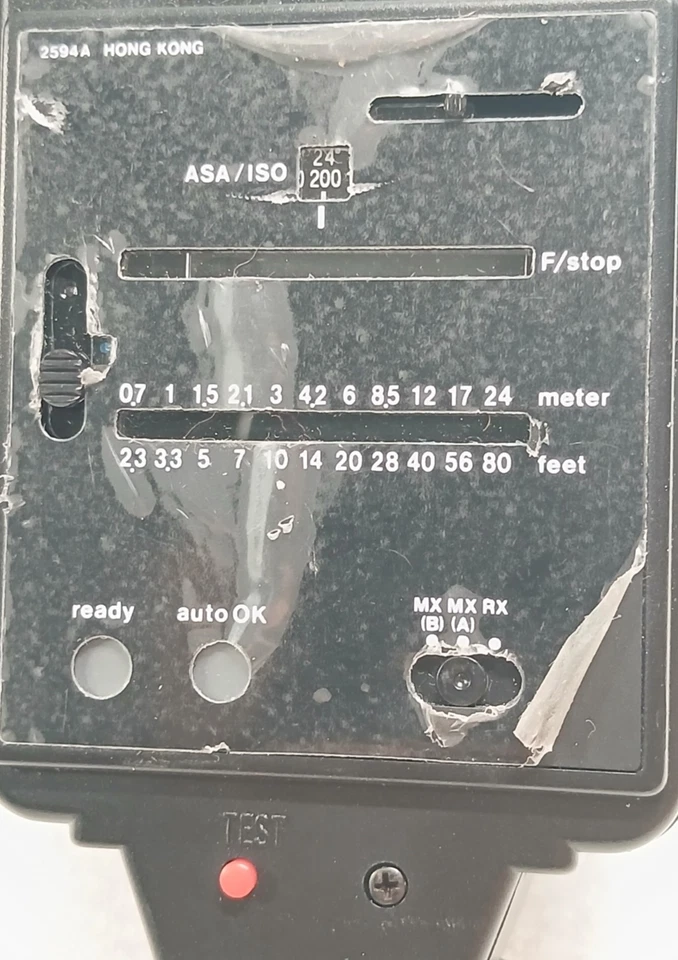 2594A HONG KONG
24°
ASA/ISO 200
F/stop
0.7 1 1.5 2.1 3 4.2 6 8.5 12 17 24 meter
2.3 3.3 5 7 10 14 20 28 40 56 80 feet
ready auto OK
MX MX RX
(B) (A)
TEST